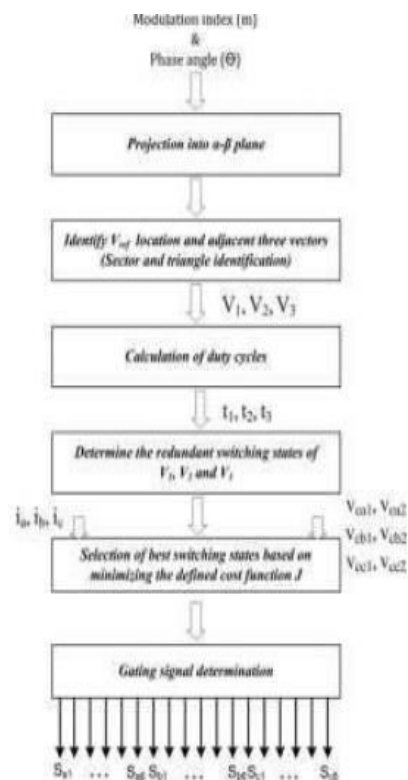 Modulation index (m)
&
Phase angle (Θ)
Projection into α-β plane
Identify Vref location and adjacent three vectors
(Sector and triangle identification)
V1, V2, V3
Calculation of duty cycles
t1, t2, t3
Determine the redundant switching states of
V1, V2 and V3
ia, ib, ic
Vca1, Vca2
Vcb1, Vcb2
Vcc1, Vcc2
Selection of best switching states based on
minimizing the defined cost function J
Gating signal determination
Sa1 ... Sa6 Sb1 ... Sb6 Sc1 ... Sc6